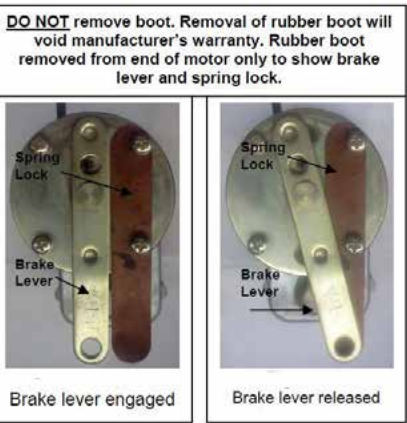 DO NOT remove boot. Removal of rubber boot will
void manufacturer's warranty. Rubber boot
removed from end of motor only to show brake
lever and spring lock.
Spring
Lock
Brake
Lever
Spring
Lock
Brake
Lever
Brake lever engaged
Brake lever released